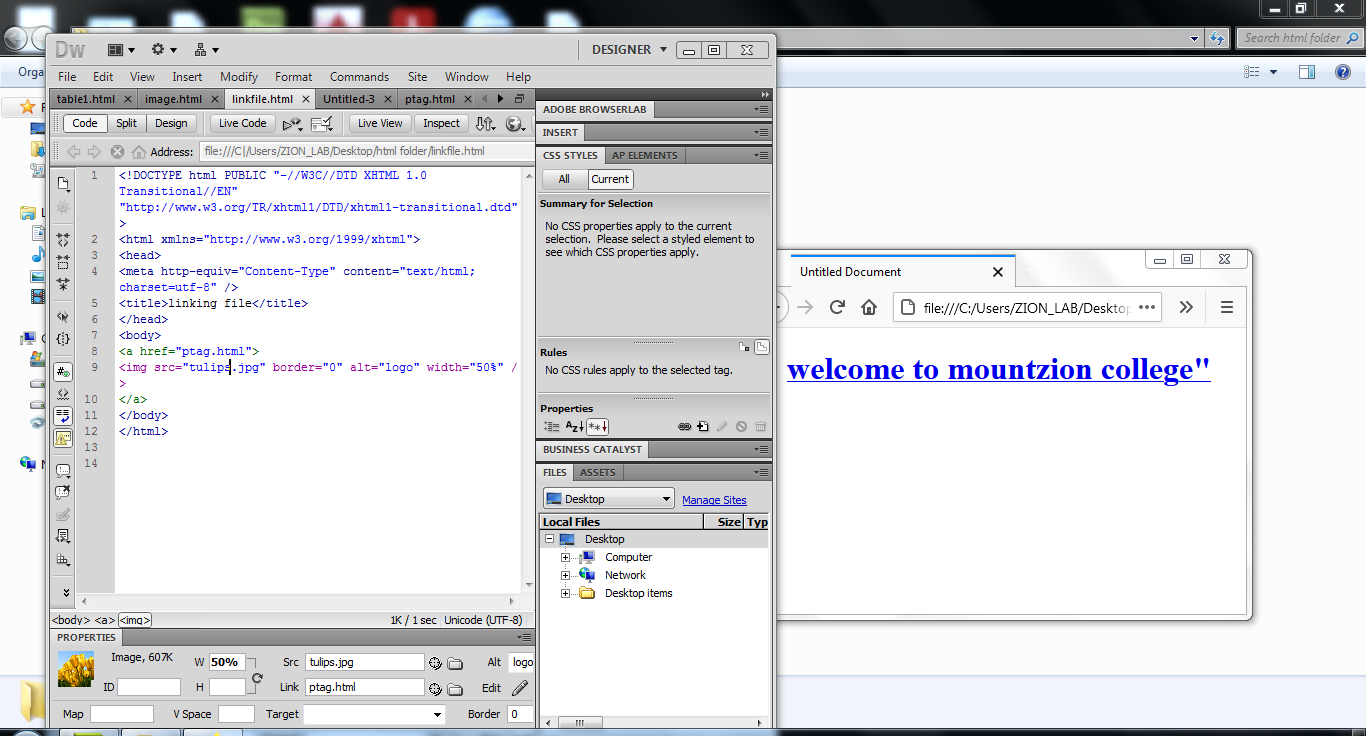 Search html folder
Orga
Dw
DESIGNER
File Edit View Insert Modify Format Commands Site Window Help
table1.html image.html linkfile.html Untitled-3 ptag.html
Code Split Design Live Code Live View Inspect
Address: file:///C|/Users/ZION_LAB/Desktop/html folder/linkfile.html
1 <!DOCTYPE html PUBLIC "-//W3C//DTD XHTML 1.0
Transitional//EN"
"http://www.w3.org/TR/xhtml1/DTD/xhtml1-transitional.dtd"
>
2 <html xmlns="http://www.w3.org/1999/xhtml">
3 <head>
4 <meta http-equiv="Content-Type" content="text/html;
charset=utf-8" />
5 <title>linking file</title>
6 </head>
7 <body>
8 <a href="ptag.html">
9 <img src="tulips.jpg" border="0" alt="logo" width="50%" /
>
10 </a>
11 </body>
12 </html>
13
14
<body> <a> <img> 1K / 1 sec Unicode (UTF-8)
PROPERTIES
Image, 607K W 50% Src tulips.jpg Alt logo
ID H Link ptag.html Edit
Map V Space Target Border 0
ADOBE BROWSERLAB
INSERT
CSS STYLES AP ELEMENTS
All Current
Summary for Selection
No CSS properties apply to the current
selection. Please select a styled element to
see which CSS properties apply.
Rules
No CSS rules apply to the selected tag.
Properties
BUSINESS CATALYST
FILES ASSETS
Desktop Manage Sites
Local Files Size Typ
Desktop
Computer
Network
Desktop items
Untitled Document
file:///C:/Users/ZION_LAB/Desktop
welcome to mountzion college"